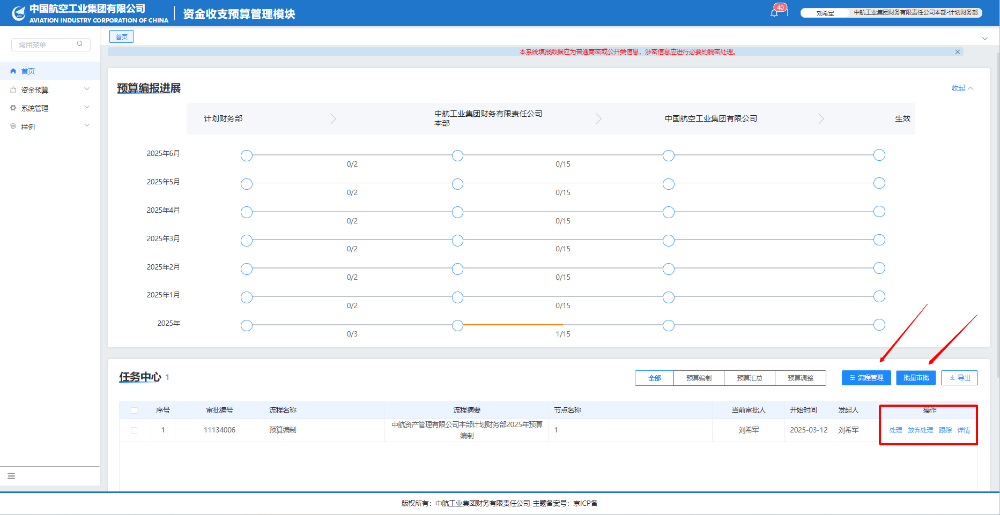 中国航空工业集团有限公司
AVIATION INDUSTRY CORPORATION OF CHINA
资金收支预算管理模块
40
刘希军
中航工业集团财务有限责任公司本部-计划财务部
常用菜单
首页
资金预算
系统管理
样例
首页
本系统填报数据应为普通商密或公开类信息，涉密信息应进行必要的脱密处理。
预算编报进展
收起
计划财务部
中航工业集团财务有限责任公司
本部
中国航空工业集团有限公司
生效
2025年6月
0/2
0/15
2025年5月
0/2
0/15
2025年4月
0/2
0/15
2025年3月
0/2
0/15
2025年2月
0/2
0/15
2025年1月
0/2
0/15
2025年
0/3
1/15
任务中心 1
全部
预算编制
预算汇总
预算调整
流程管理
批量审批
导出
序号
审批编号
流程名称
流程摘要
节点名称
当前审批人
开始时间
发起人
操作
1
11134006
预算编制
中航资产管理有限公司本部计划财务部2025年预算
编制
1
刘希军
2025-03-12
刘希军
处理 放弃处理 跟踪 详情
版权所有：中航工业集团财务有限责任公司-主题备案号：京ICP备